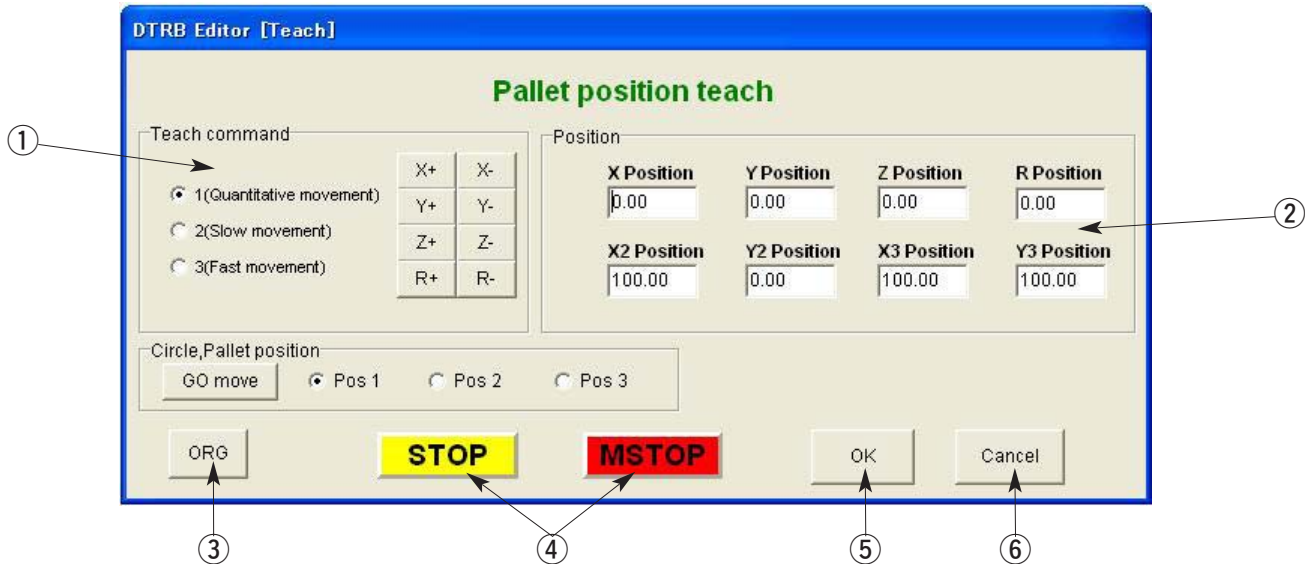 DTRB Editor [Teach]
Pallet position teach
①
Teach command
1(Quantitative movement)
2(Slow movement)
3(Fast movement)
X+ X-
Y+ Y-
Z+ Z-
R+ R-
Position
X Position Y Position Z Position R Position
0.00 0.00 0.00 0.00
②
X2 Position Y2 Position X3 Position Y3 Position
100.00 0.00 100.00 100.00
Circle,Pallet position
GO move Pos 1 Pos 2 Pos 3
ORG STOP MSTOP OK Cancel
③ ④ ⑤ ⑥